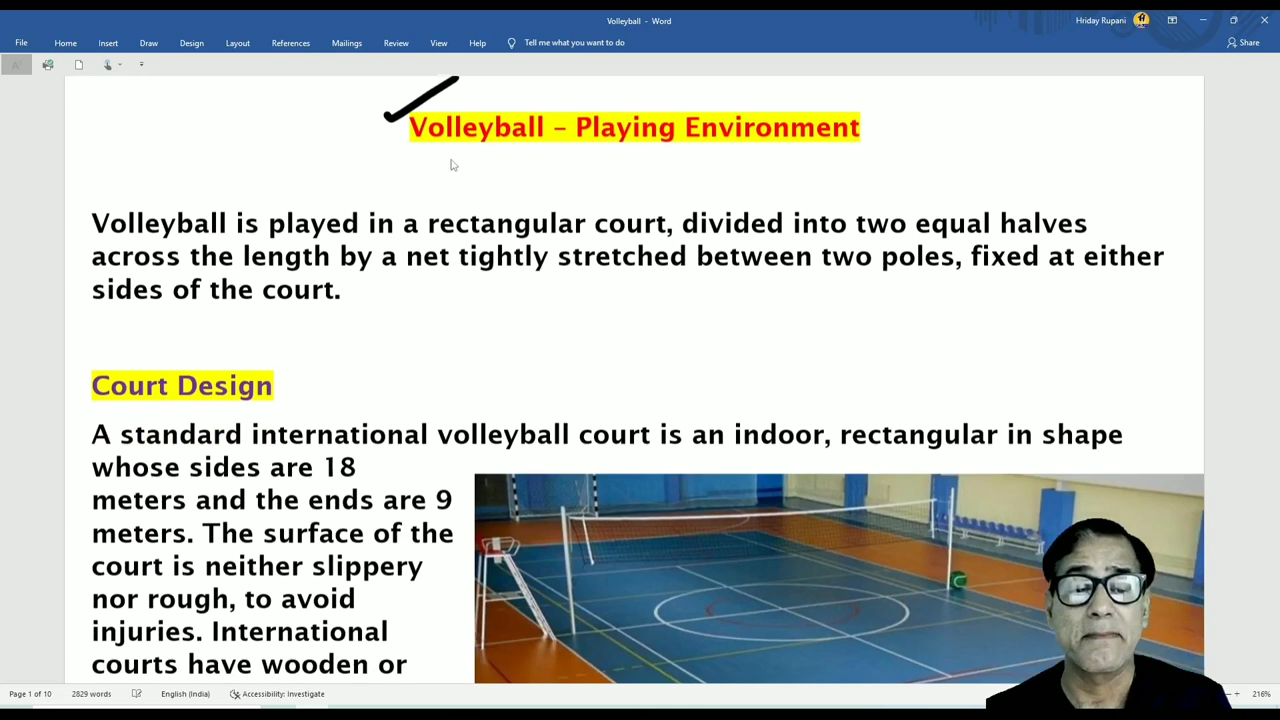 Volleyball - Word
Hriday Rupani
File Home Insert Draw Design Layout References Mailings Review View Help Tell me what you want to do
Share
Volleyball – Playing Environment
Volleyball is played in a rectangular court, divided into two equal halves
across the length by a net tightly stretched between two poles, fixed at either
sides of the court.
Court Design
A standard international volleyball court is an indoor, rectangular in shape
whose sides are 18
meters and the ends are 9
meters. The surface of the
court is neither slippery
nor rough, to avoid
injuries. International
courts have wooden or
Page 1 of 10 2829 words English (India) Accessibility: Investigate
216%